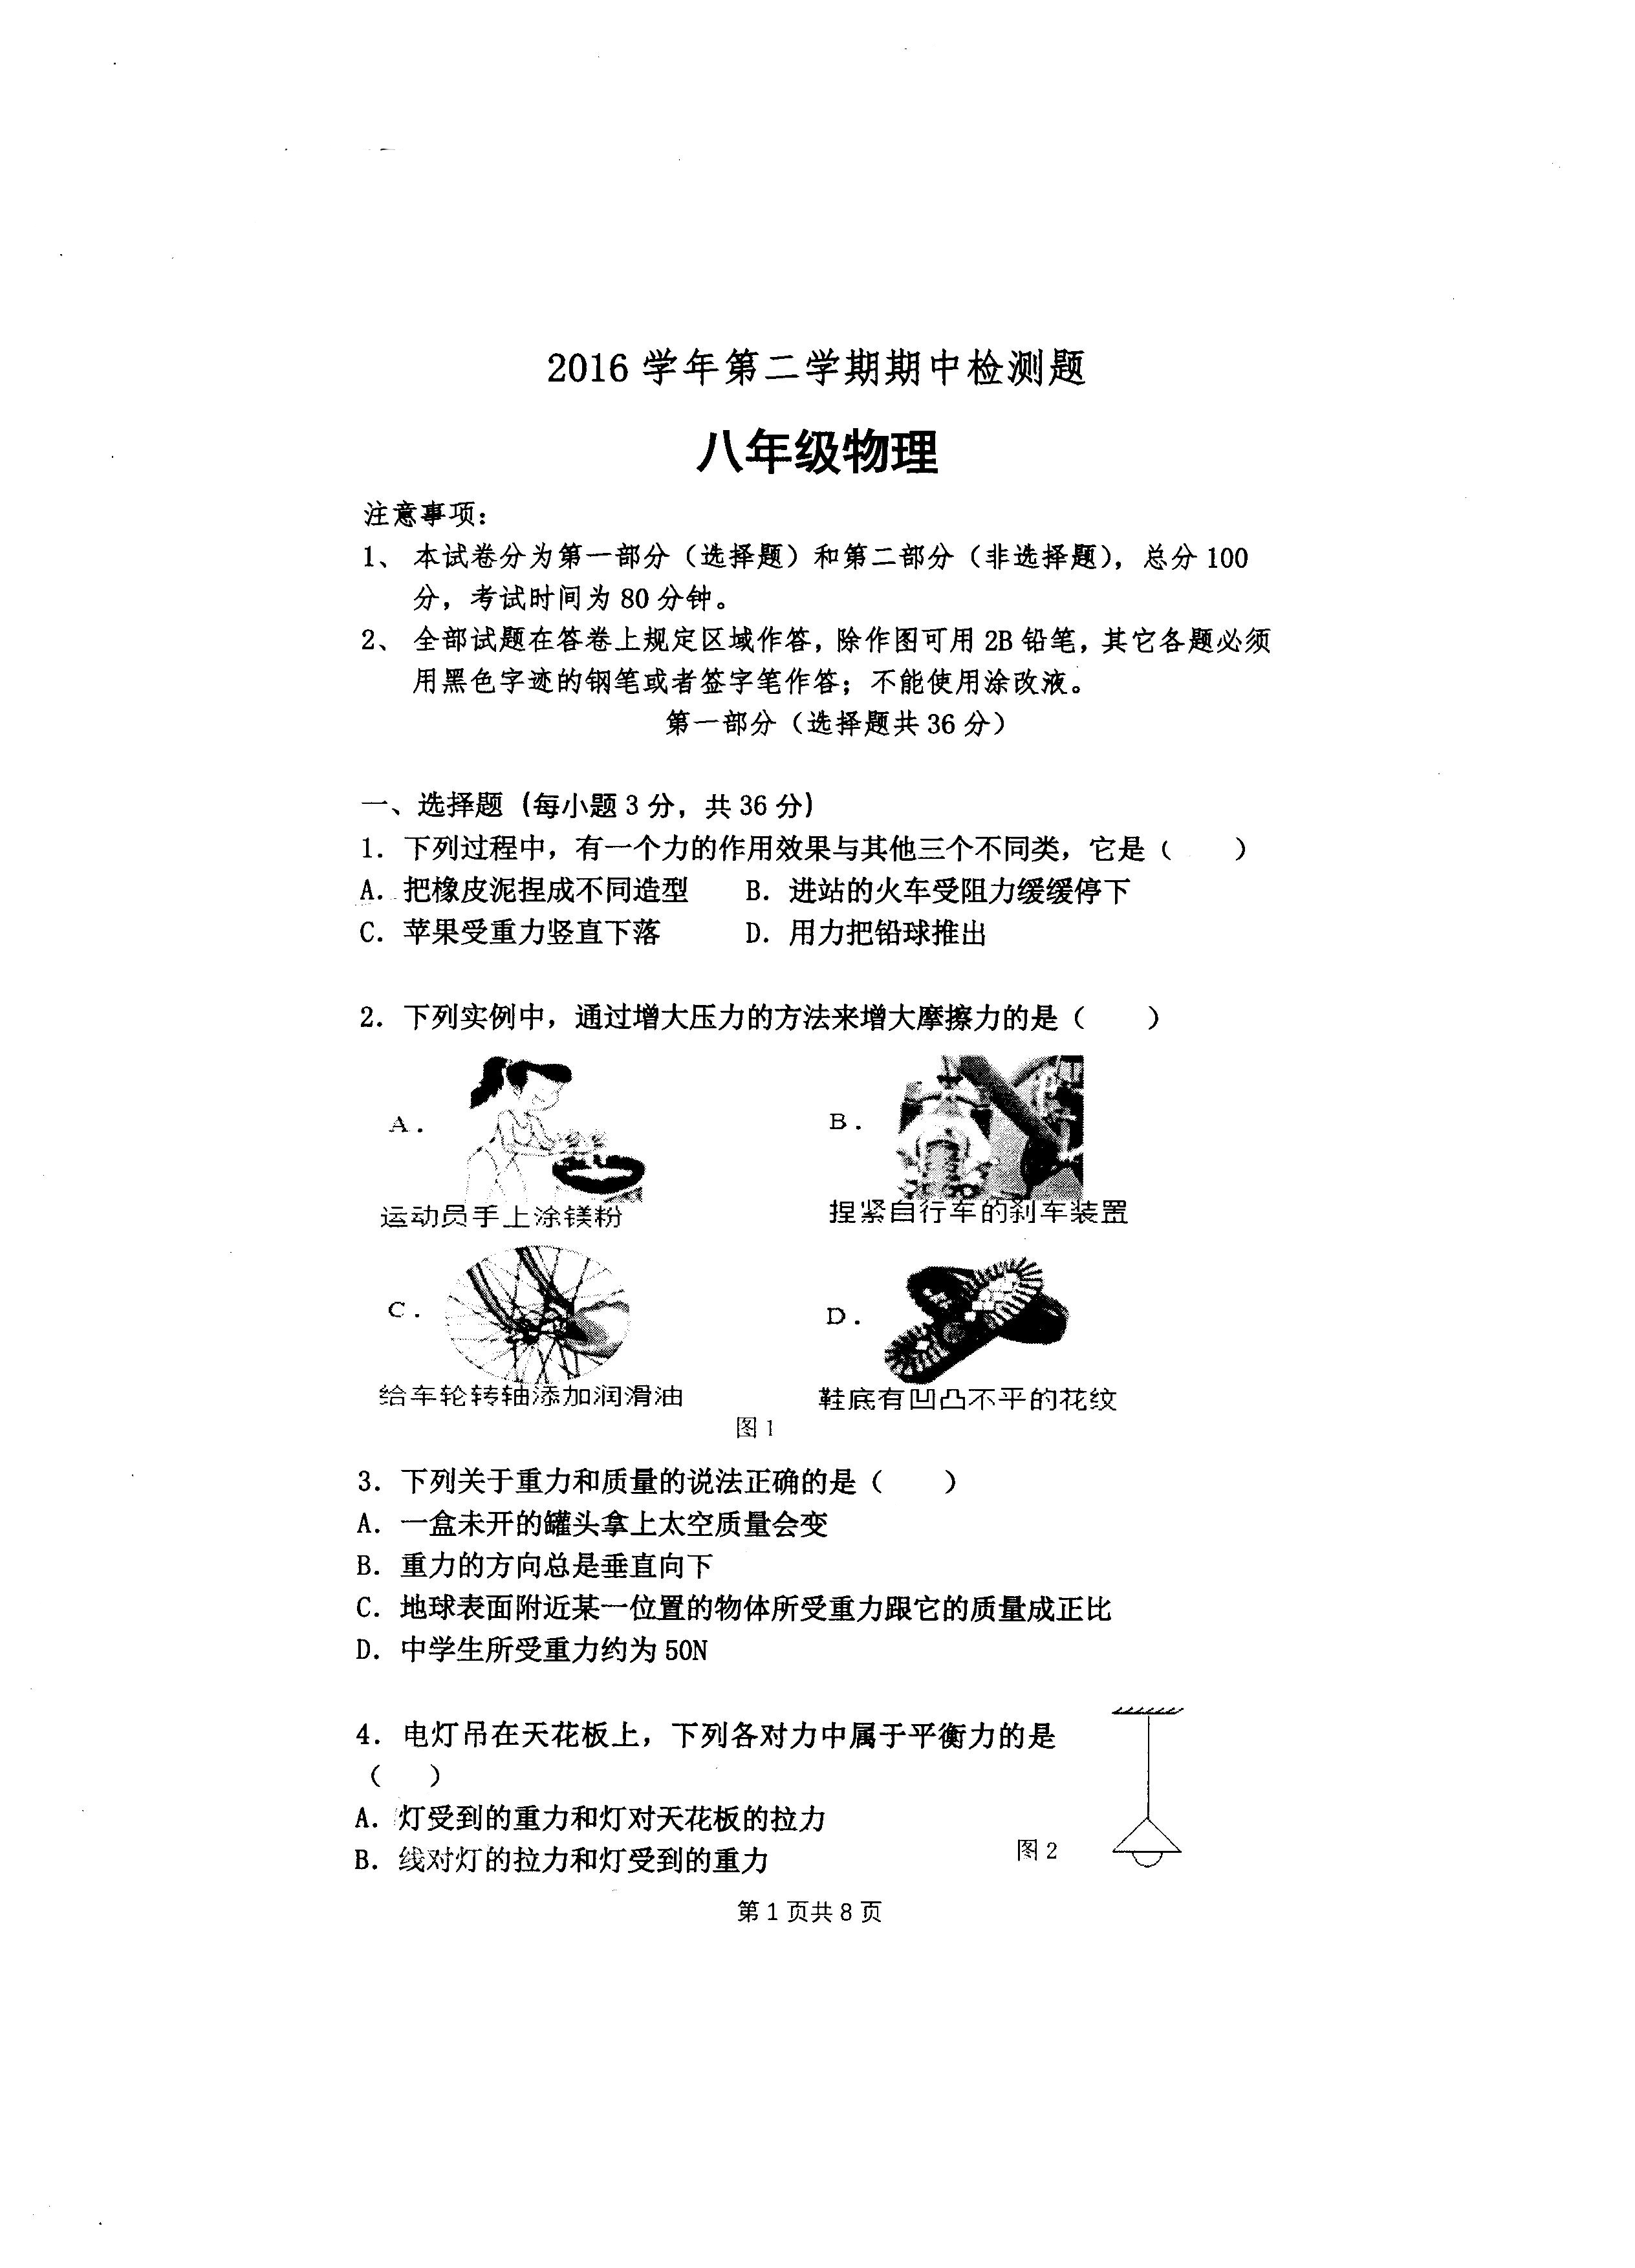 2016 学年第二学期期中检测题
八年级物理
注意事项：
1、 本试卷分为第一部分（选择题）和第二部分（非选择题），总分 100
分，考试时间为 80 分钟。
2、 全部试题在答卷上规定区域作答，除作图可用 2B 铅笔，其它各题必须
用黑色字迹的钢笔或者签字笔作答；不能使用涂改液。
第一部分（选择题共 36 分）
一、选择题（每小题 3 分，共 36 分）
1．下列过程中，有一个力的作用效果与其他三个不同类，它是（　　）
A．把橡皮泥捏成不同造型　　B．进站的火车受阻力缓缓停下
C．苹果受重力竖直下落　　D．用力把铅球推出
2．下列实例中，通过增大压力的方法来增大摩擦力的是（　　）
A．　　B．
运动员手上涂镁粉　　捏紧自行车的刹车装置
C．　　D．
给车轮转轴添加润滑油　　鞋底有凹凸不平的花纹
图 1
3．下列关于重力和质量的说法正确的是（　　）
A．一盒未开的罐头拿上太空质量会变
B．重力的方向总是垂直向下
C．地球表面附近某一位置的物体所受重力跟它的质量成正比
D．中学生所受重力约为 50N
4．电灯吊在天花板上，下列各对力中属于平衡力的是
（　　）
A．灯受到的重力和灯对天花板的拉力
B．线对灯的拉力和灯受到的重力
图 2
第 1 页共 8 页